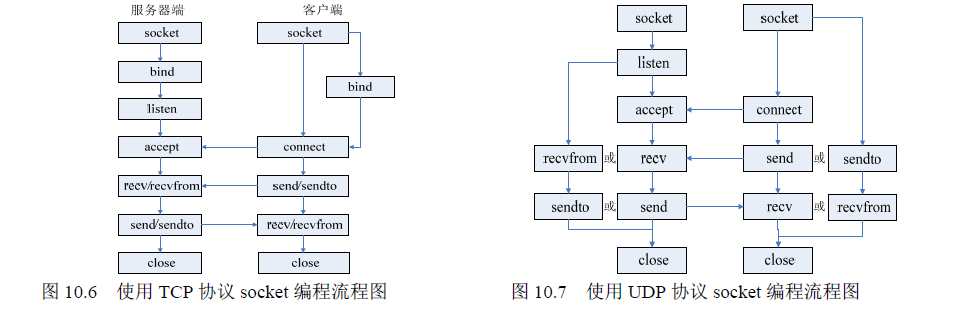 服务器端
客户端
socket
socket
bind
bind
listen
accept
connect
recv/recvfrom
send/sendto
send/sendto
recv/recvfrom
close
close
图 10.6 使用 TCP 协议 socket 编程流程图
socket
socket
listen
accept
connect
recvfrom 或 recv
send 或 sendto
sendto 或 send
recv 或 recvfrom
close
close
图 10.7 使用 UDP 协议 socket 编程流程图